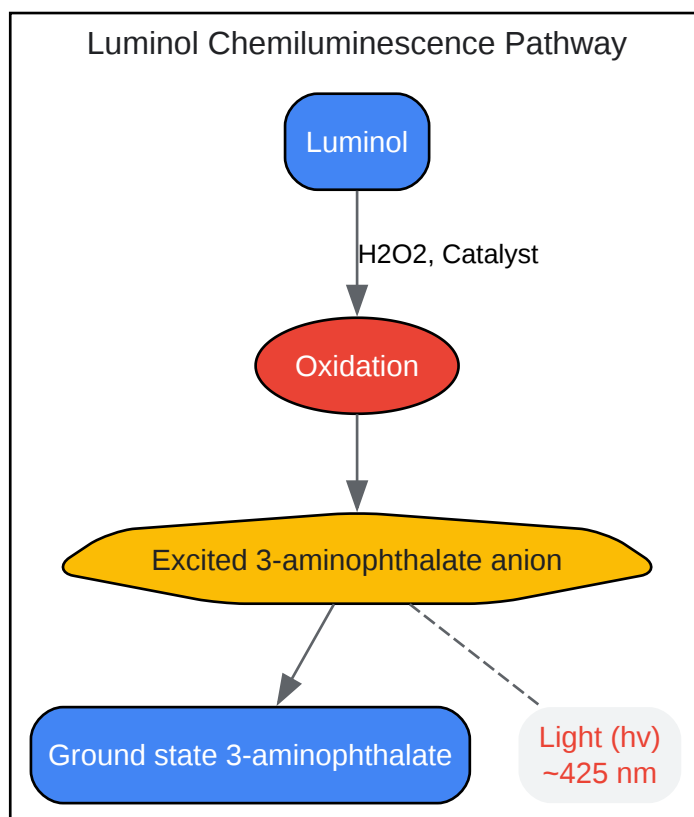 Luminol Chemiluminescence Pathway
Luminol
H2O2, Catalyst
Oxidation
Excited 3-aminophthalate anion
Ground state 3-aminophthalate
Light (hv)
~425 nm